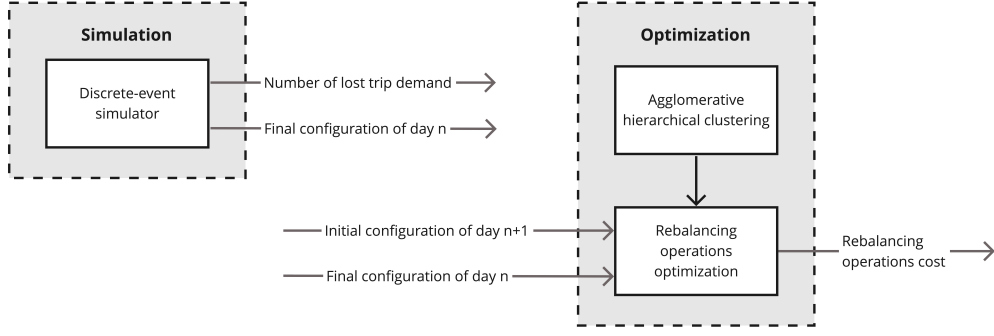 Simulation
Discrete-event
simulator
Number of lost trip demand
Final configuration of day n
Optimization
Agglomerative
hierarchical clustering
Initial configuration of day n+1
Final configuration of day n
Rebalancing
operations
optimization
Rebalancing
operations cost